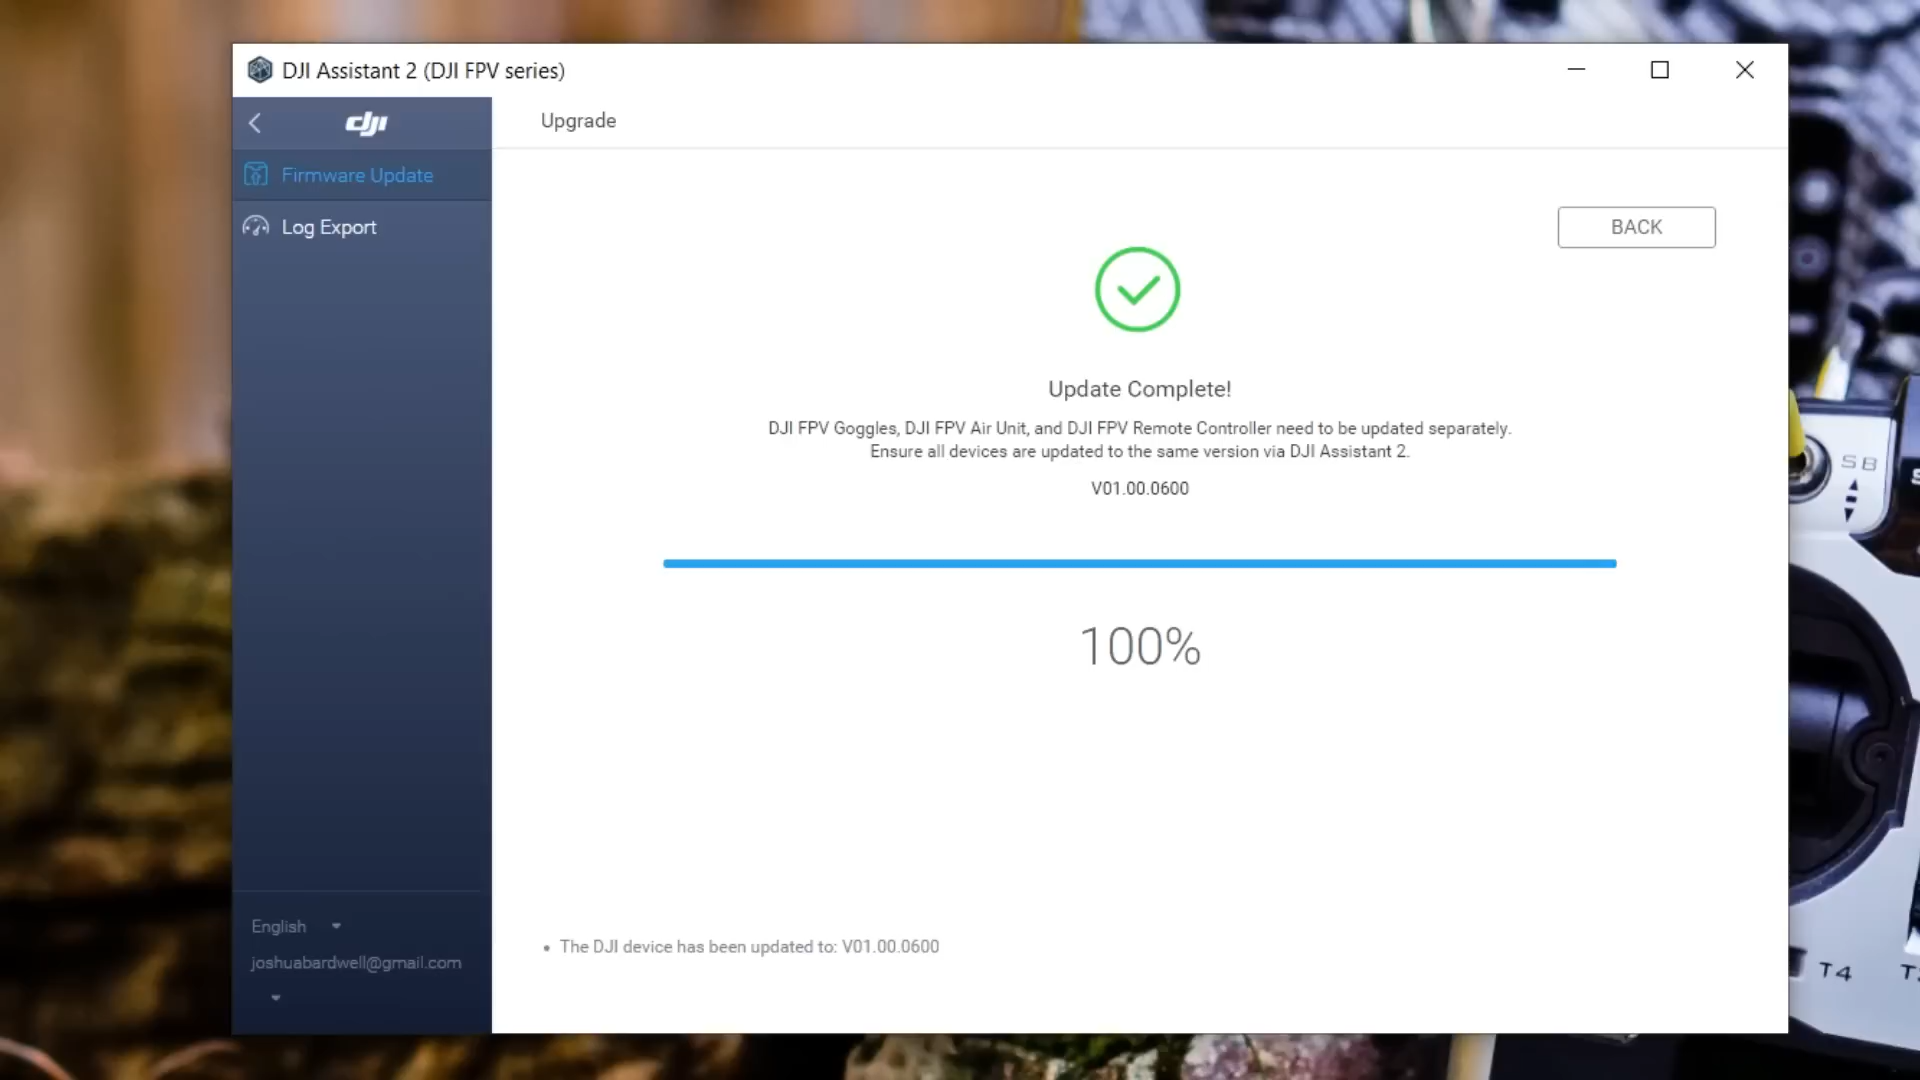 DJI Assistant 2 (DJI FPV series)
dji
Upgrade
Firmware Update
Log Export
BACK
Update Complete!
DJI FPV Goggles, DJI FPV Air Unit, and DJI FPV Remote Controller need to be updated separately.
Ensure all devices are updated to the same version via DJI Assistant 2.
V01.00.0600
100%
The DJI device has been updated to: V01.00.0600
English
joshuabardwell@gmail.com
SB
T4